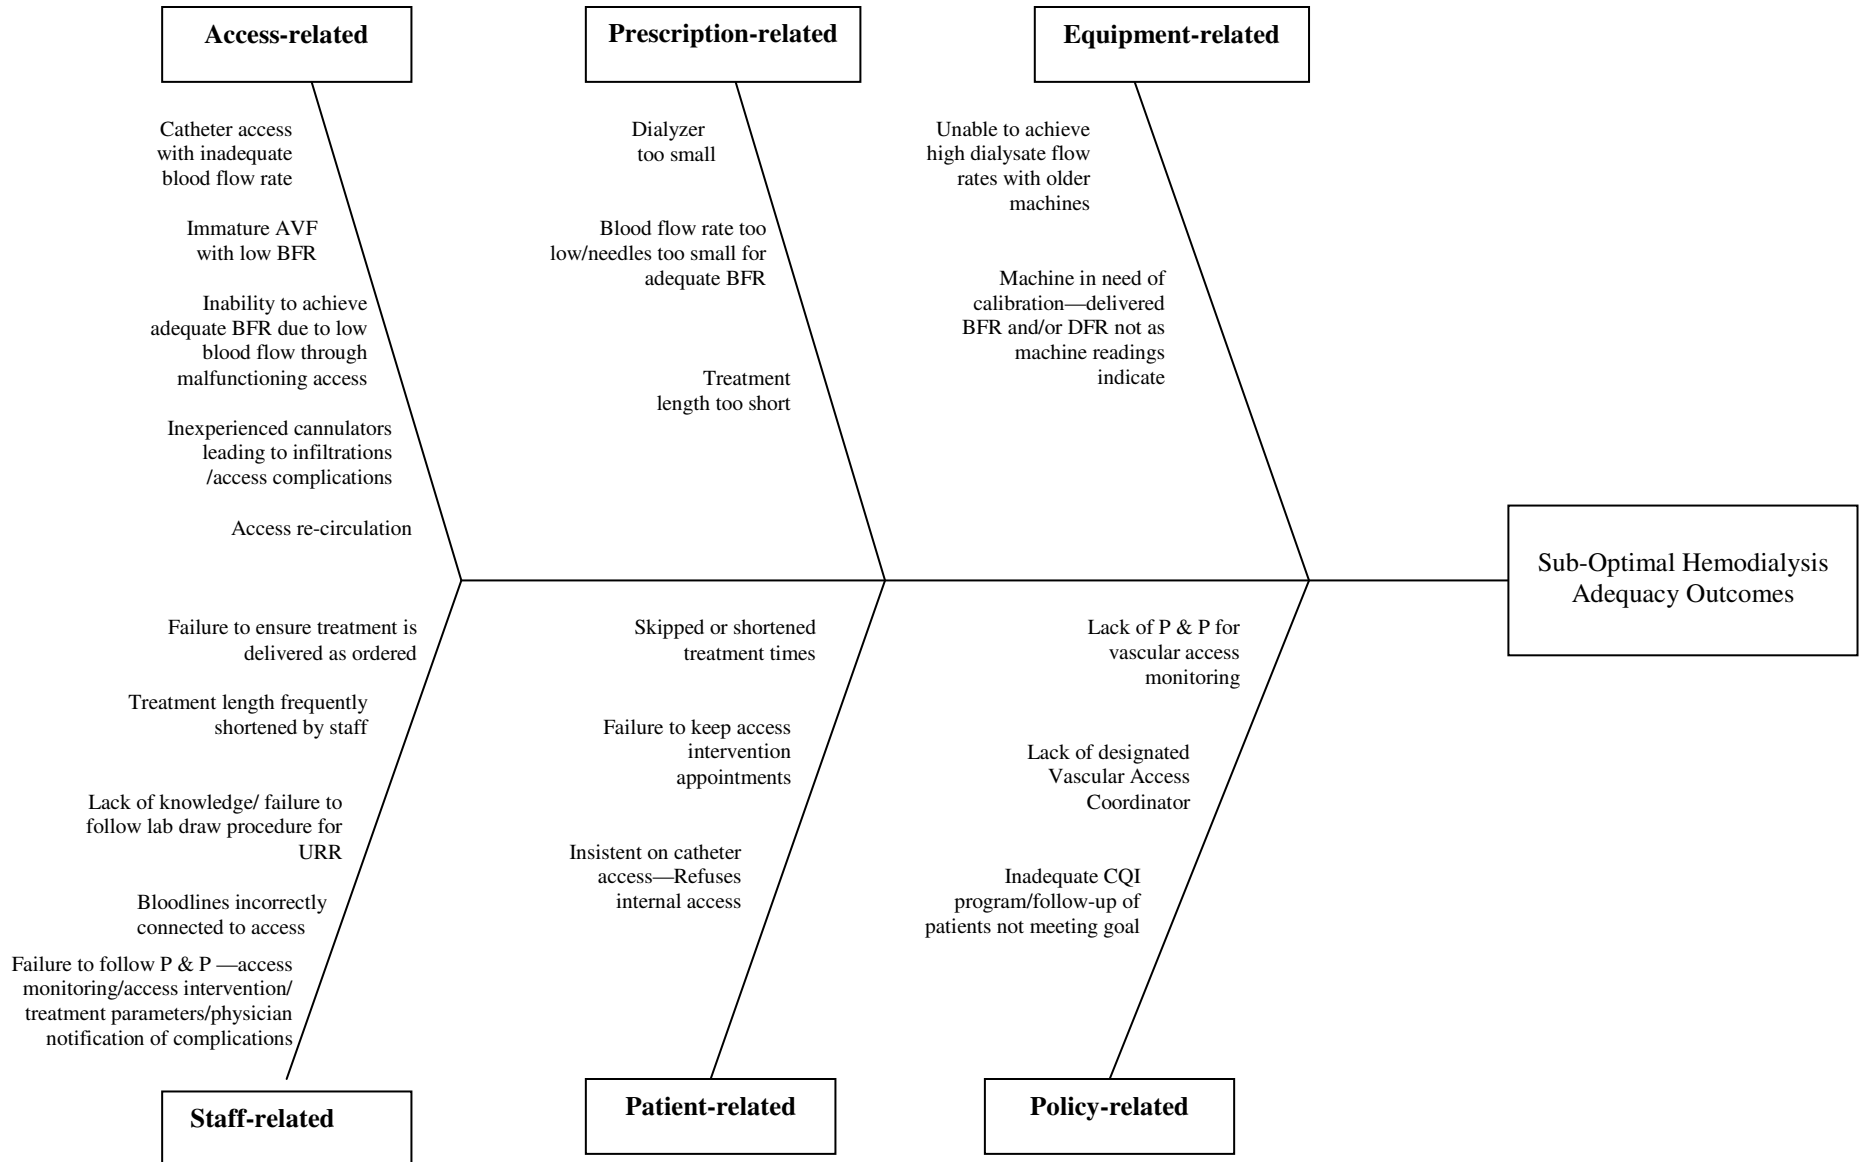 Access-related
Prescription-related
Equipment-related
Catheter access
with inadequate
blood flow rate
Immature AVF
with low BFR
Inability to achieve
adequate BFR due to low
blood flow through
malfunctioning access
Inexperienced cannulators
leading to infiltrations
/access complications
Access re-circulation
Dialyzer
too small
Blood flow rate too
low/needles too small for
adequate BFR
Treatment
length too short
Unable to achieve
high dialysate flow
rates with older
machines
Machine in need of
calibration—delivered
BFR and/or DFR not as
machine readings
indicate
Sub-Optimal Hemodialysis
Adequacy Outcomes
Failure to ensure treatment is
delivered as ordered
Treatment length frequently
shortened by staff
Lack of knowledge/ failure to
follow lab draw procedure for
URR
Bloodlines incorrectly
connected to access
Failure to follow P & P —access
monitoring/access intervention/
treatment parameters/physician
notification of complications
Skipped or shortened
treatment times
Failure to keep access
intervention
appointments
Insistent on catheter
access—Refuses
internal access
Lack of P & P for
vascular access
monitoring
Lack of designated
Vascular Access
Coordinator
Inadequate CQI
program/follow-up of
patients not meeting goal
Staff-related
Patient-related
Policy-related